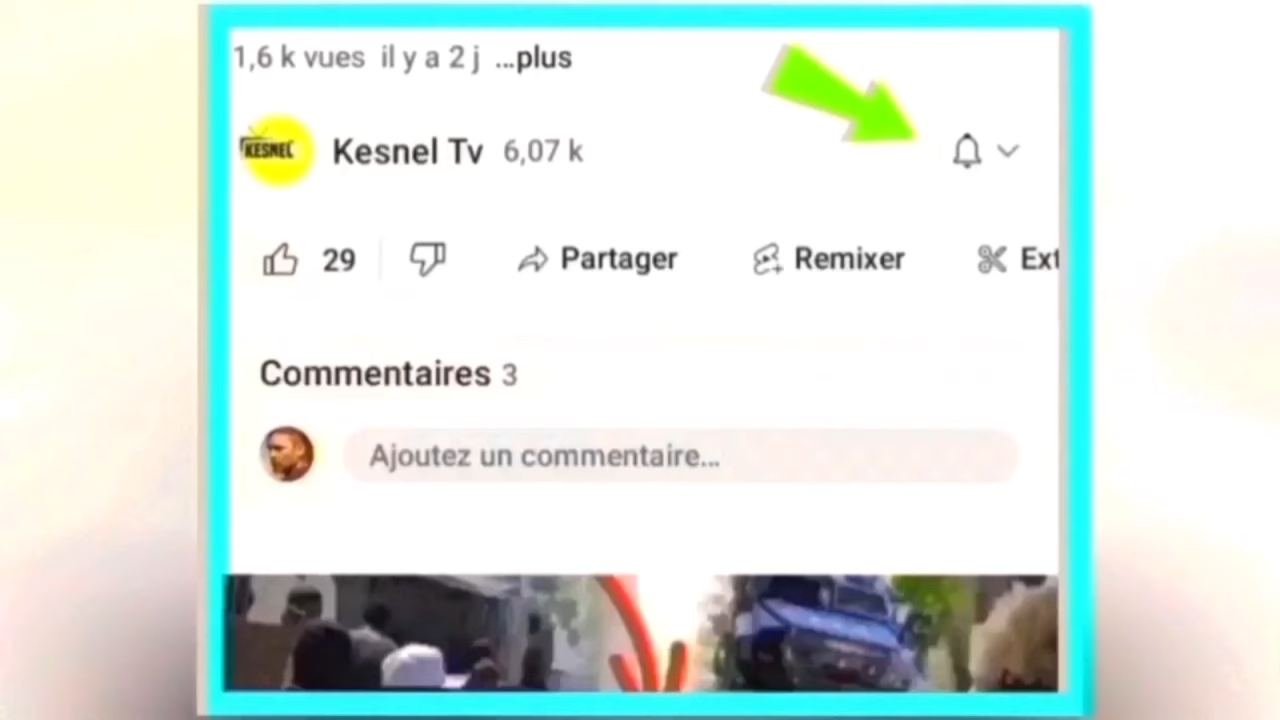 1,6 k vues il y a 2 j ...plus
KESNEL
Kesnel Tv 6,07 k
29 Partager Remixer Ext
Commentaires 3
Ajoutez un commentaire...